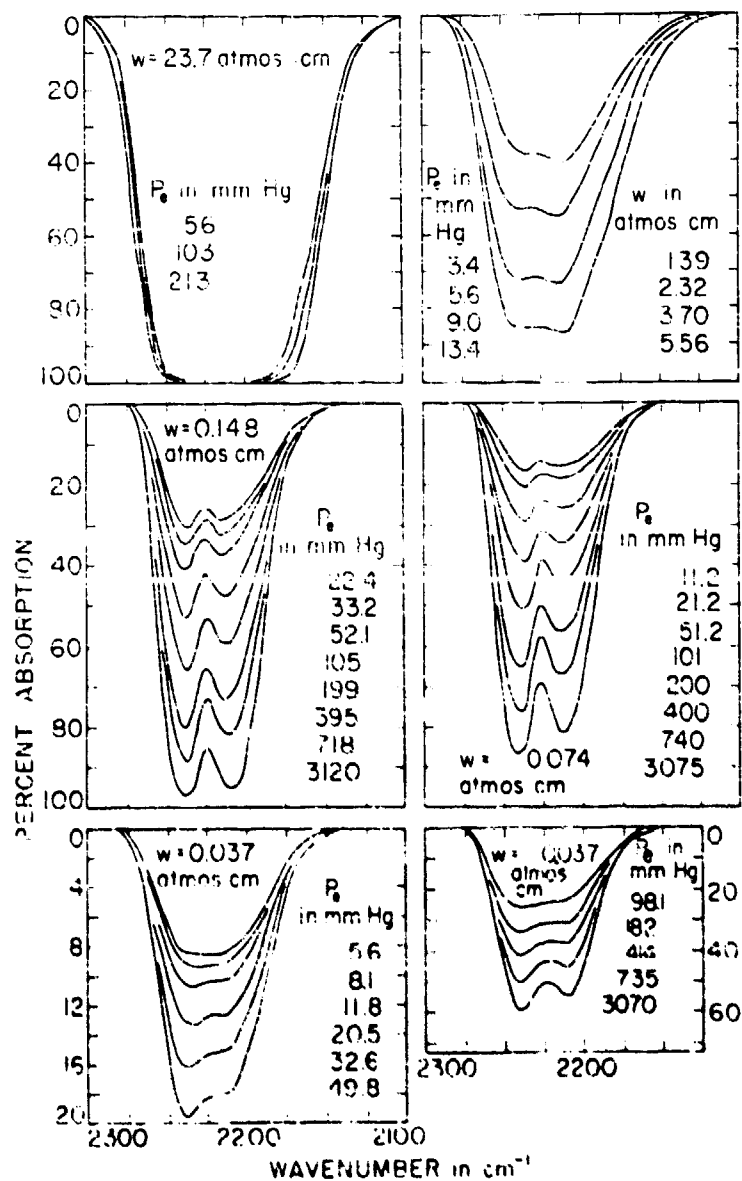 0
20
40
60
80
100
w= 23.7 atmos cm
Pe in mm Hg
56
103
213
Pe in
mm
Hg
3.4
5.6
9.0
13.4
w in
atmos cm
1.39
2.32
3.70
5.56
0
20
40
60
80
100
w= 0.148
atmos cm
Pe
in mm Hg
22.4
33.2
52.1
105
199
395
718
3120
Pe
in mm Hg
11.2
21.2
51.2
101
200
400
740
3075
w= 0.074
atmos cm
PERCENT ABSORPTION
0
4
8
12
16
20
w= 0.037
atmos cm
Pe
in mm Hg
5.6
8.1
11.8
20.5
32.6
49.8
2300
2200
2100
w= 0.037
atmos
cm
Pe in
mm Hg
98.1
182
735
3070
0
20
40
60
2300
2200
WAVENUMBER in cm⁻¹